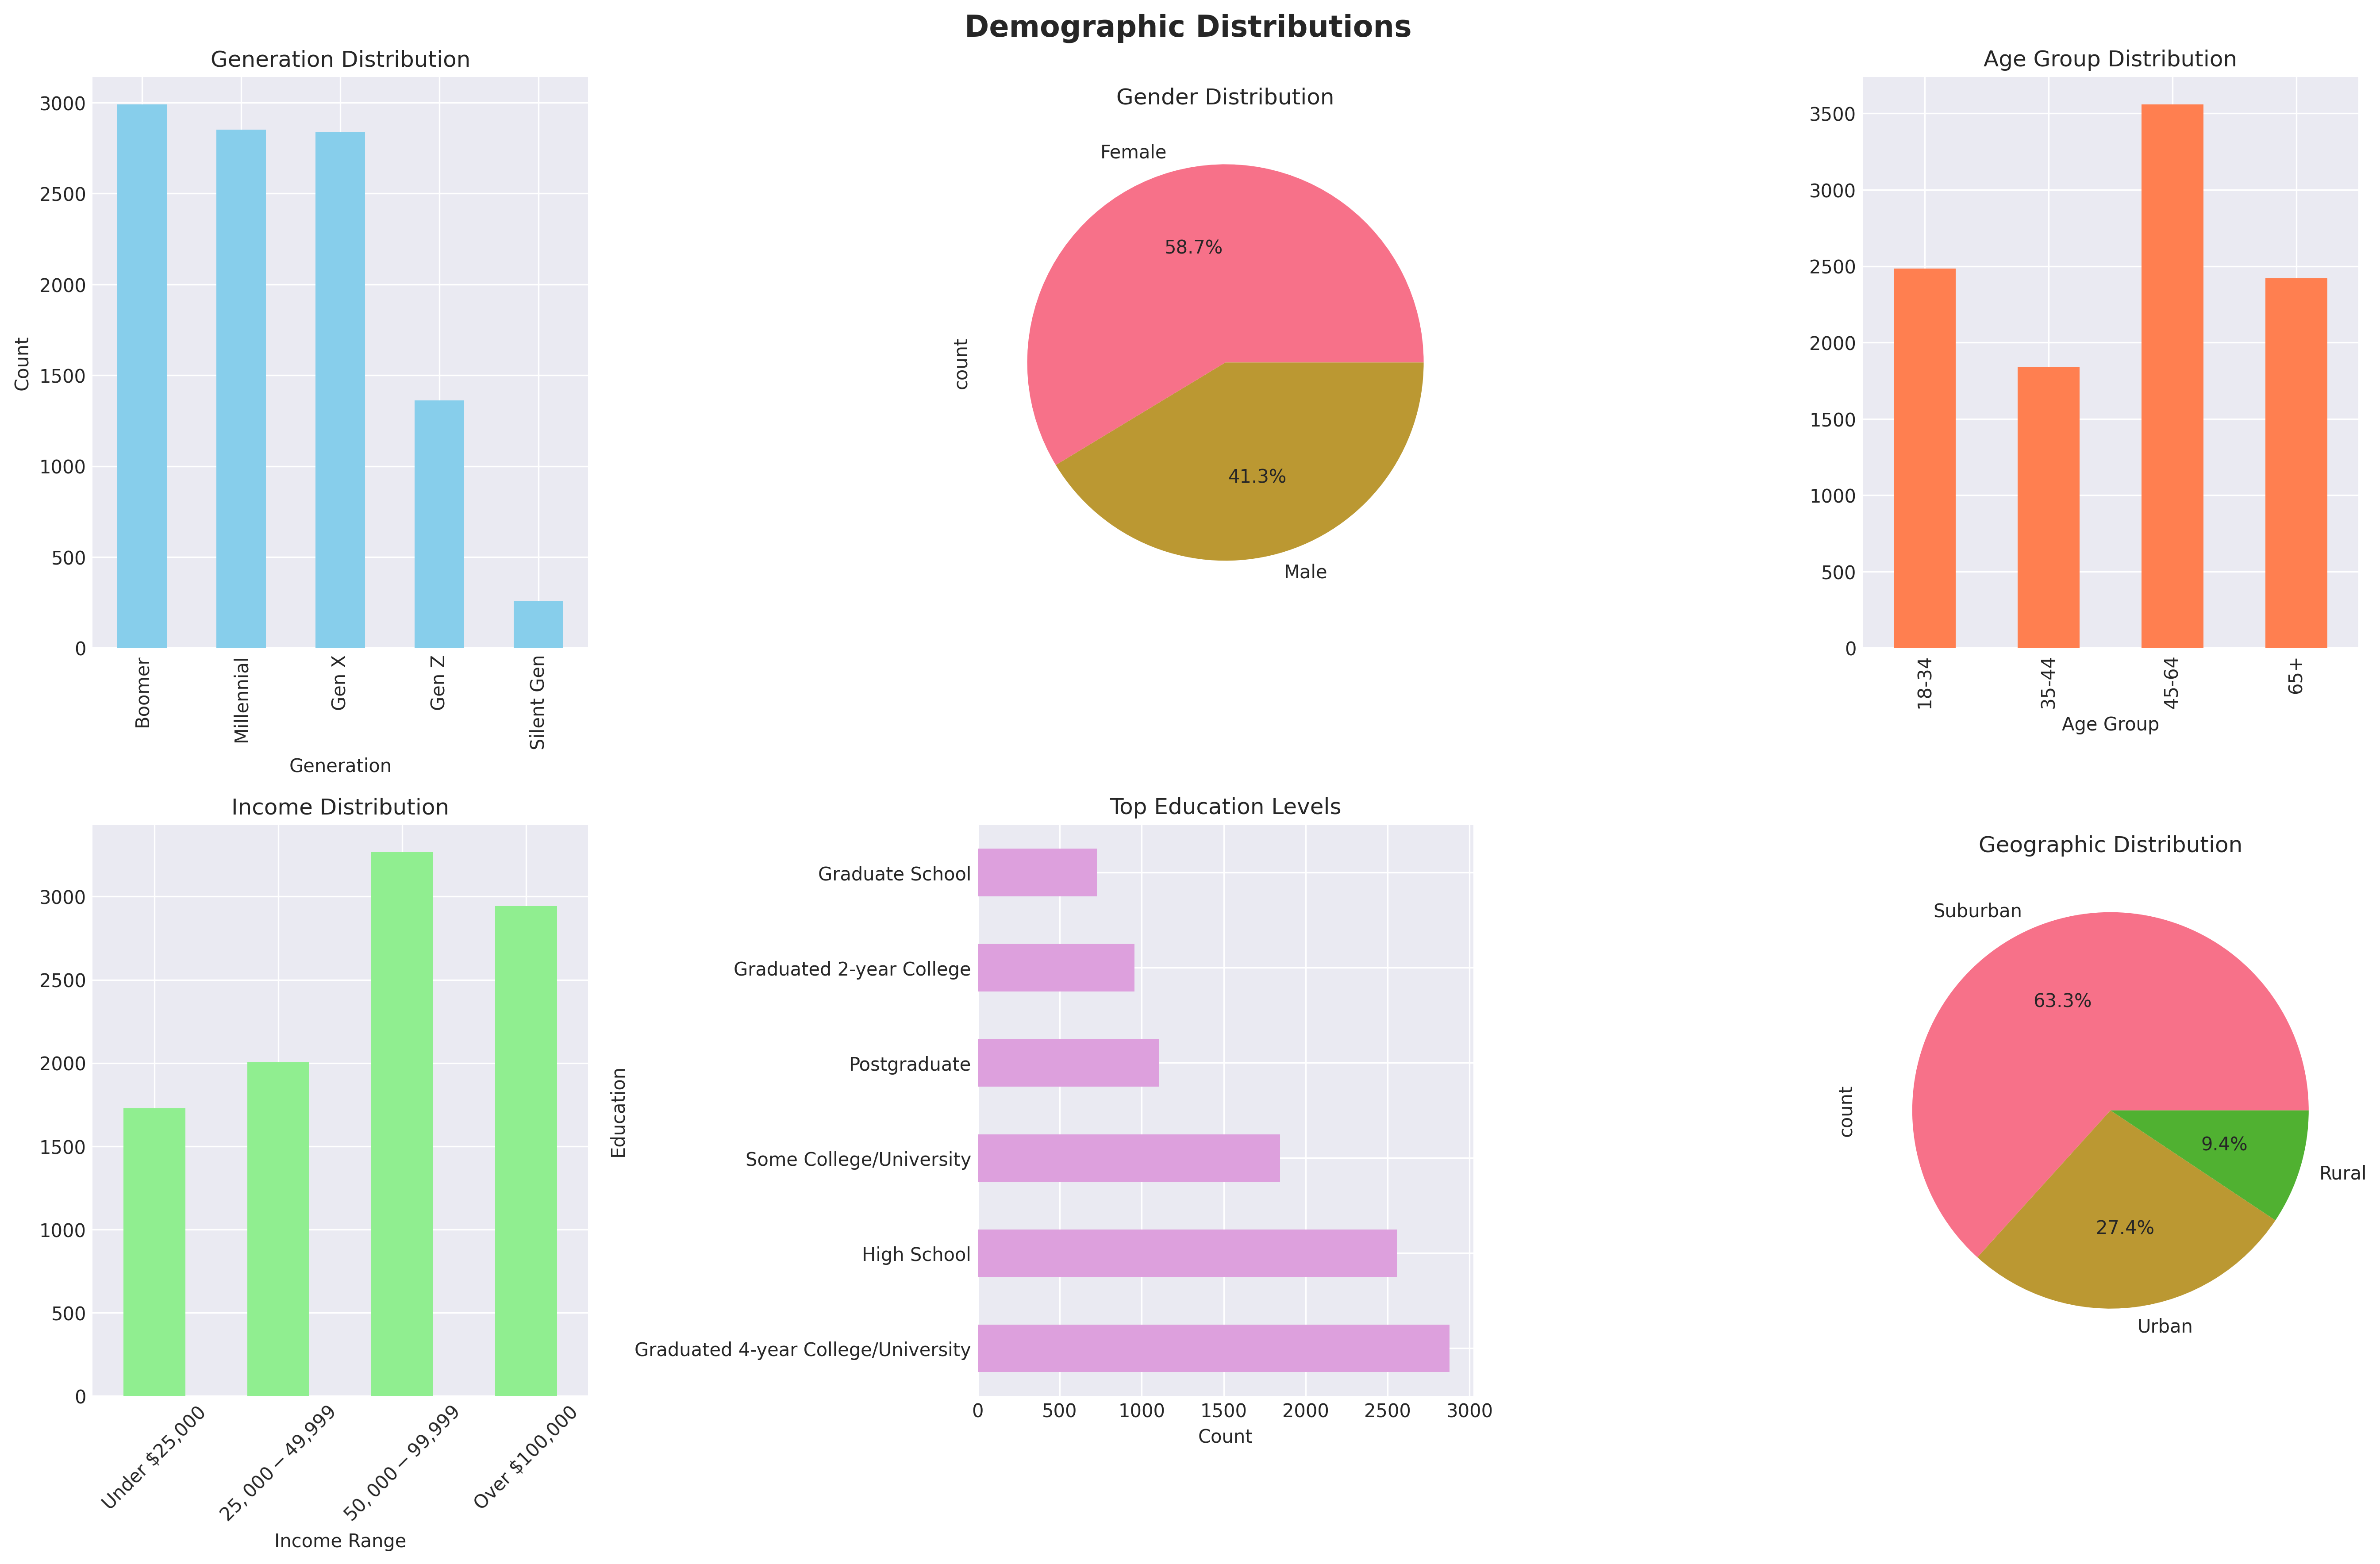 Demographic Distributions
Generation Distribution
3000
2500
2000
1500
1000
500
0
Count
Boomer
Millennial
Gen X
Gen Z
Silent Gen
Generation
Gender Distribution
Female
58.7%
41.3%
Male
count
Age Group Distribution
3500
3000
2500
2000
1500
1000
500
0
18-34
35-44
45-64
65+
Age Group
Income Distribution
3000
2500
2000
1500
1000
500
0
Under $25,000
25,000-49,999
50,000-99,999
Over $100,000
Income Range
Top Education Levels
Education
Graduate School
Graduated 2-year College
Postgraduate
Some College/University
High School
Graduated 4-year College/University
0 500 1000 1500 2000 2500 3000
Count
Geographic Distribution
Suburban
63.3%
9.4%
Rural
27.4%
Urban
count